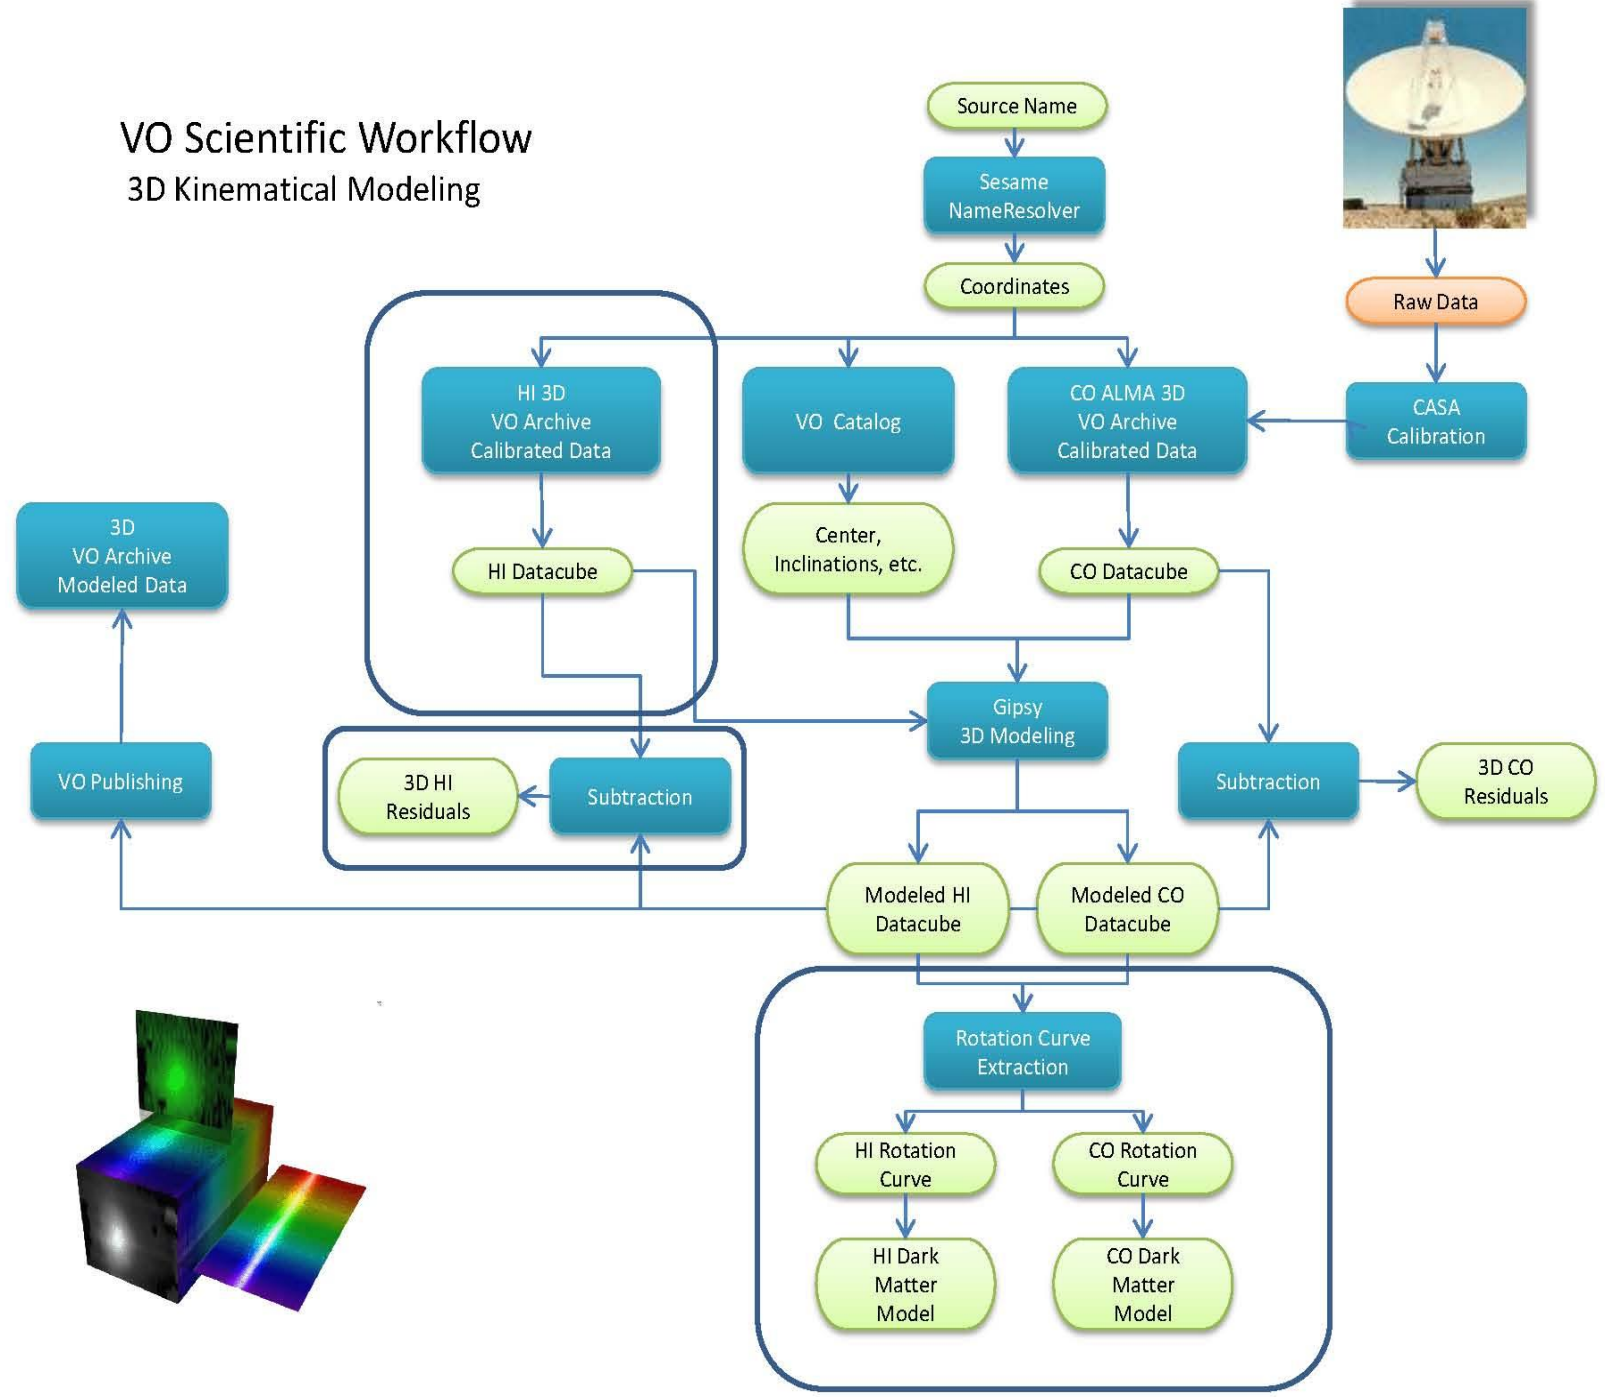 VO Scientific Workflow
3D Kinematical Modeling
Source Name
Sesame
NameResolver
Coordinates
Raw Data
HI 3D
VO Archive
Calibrated Data
VO Catalog
CO ALMA 3D
VO Archive
Calibrated Data
CASA
Calibration
3D
VO Archive
Modeled Data
HI Datacube
Center,
Inclinations, etc.
CO Datacube
Gipsy
3D Modeling
VO Publishing
3D HI
Residuals
Subtraction
Subtraction
3D CO
Residuals
Modeled HI
Datacube
Modeled CO
Datacube
Rotation Curve
Extraction
HI Rotation
Curve
CO Rotation
Curve
HI Dark
Matter
Model
CO Dark
Matter
Model